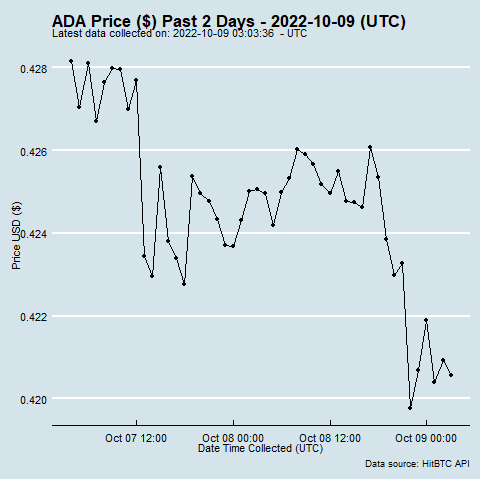 ADA Price ($) Past 2 Days - 2022-10-09 (UTC)
Latest data collected on: 2022-10-09 03:03:36 - UTC
0.428
0.426
0.424
0.422
0.420
Price USD ($)
Oct 07 12:00 Oct 08 00:00 Oct 08 12:00 Oct 09 00:00
Date Time Collected (UTC)
Data source: HitBTC API